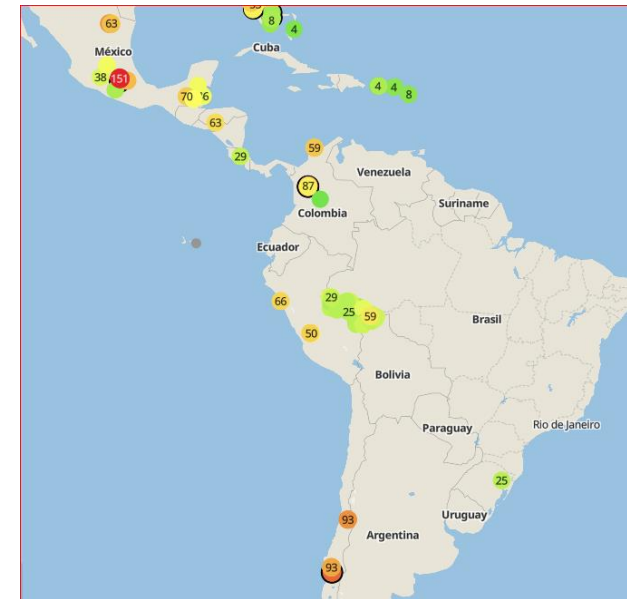 63
8
4
México
Cuba
38
151
70
4
4
8
63
29
59
Venezuela
87
Suriname
Colombia
Ecuador
29
66
25
59
Brasil
50
Bolivia
Rio de Janeiro
Paraguay
25
Uruguay
93
Argentina
93